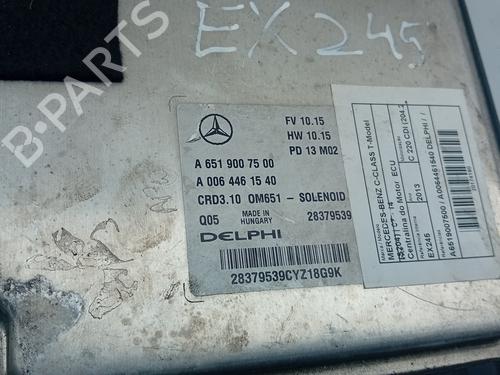 EX 245
B-PARTS
FV 10.15
HW 10.15
PD 13 M02
A 651 900 75 00
A 006 446 15 40
CRD3.10 OM651 - SOLENOID
Q05 MADE IN HUNGARY 28379539
DELPHI
28379539CYZ18G9K
MERCEDES-BENZ C-CLASS T-Model
C 220 CDI (204.2
Centralina do Motor ECU
2013
EX245
A6519007500 / A0064461540 DELPHI / /